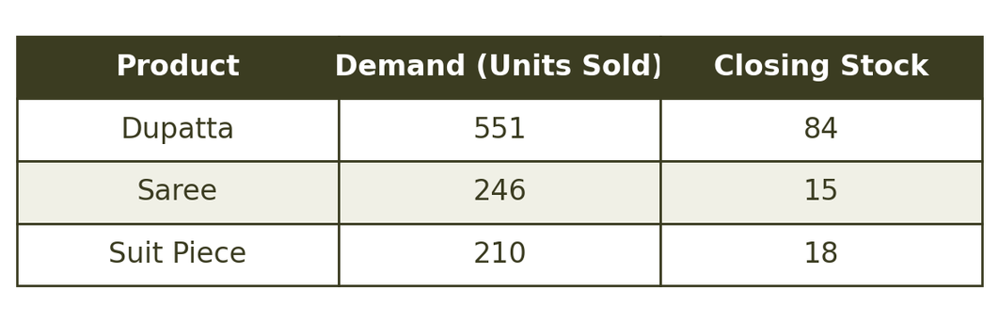 Product Demand (Units Sold) Closing Stock
Dupatta 551 84
Saree 246 15
Suit Piece 210 18